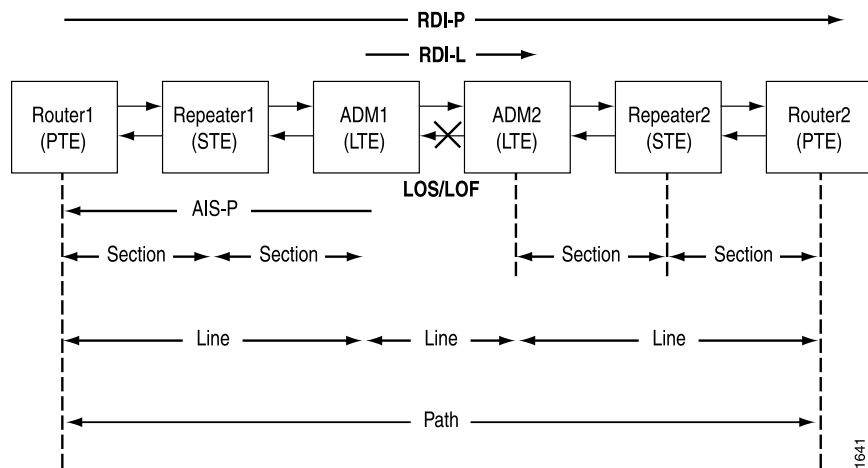 RDI-P
RDI-L
Router1
(PTE)
Repeater1
(STE)
ADM1
(LTE)
ADM2
(LTE)
Repeater2
(STE)
Router2
(PTE)
LOS/LOF
AIS-P
Section
Section
Section
Section
Line
Line
Line
Path
1641